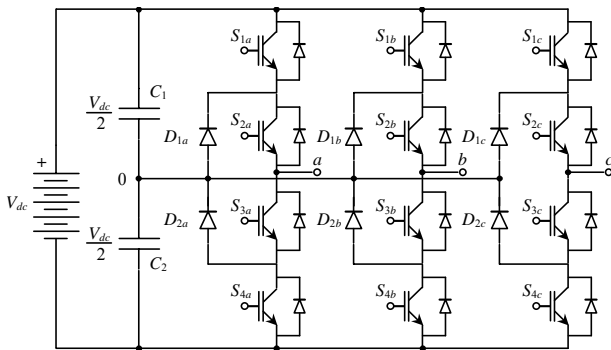 S1a S1b S1c
Vdc/2 C1
S2a S2b S2c
D1a D1b D1c
a b c
+
Vdc
0
D2a D2b D2c
S3a S3b S3c
Vdc/2 C2
S4a S4b S4c